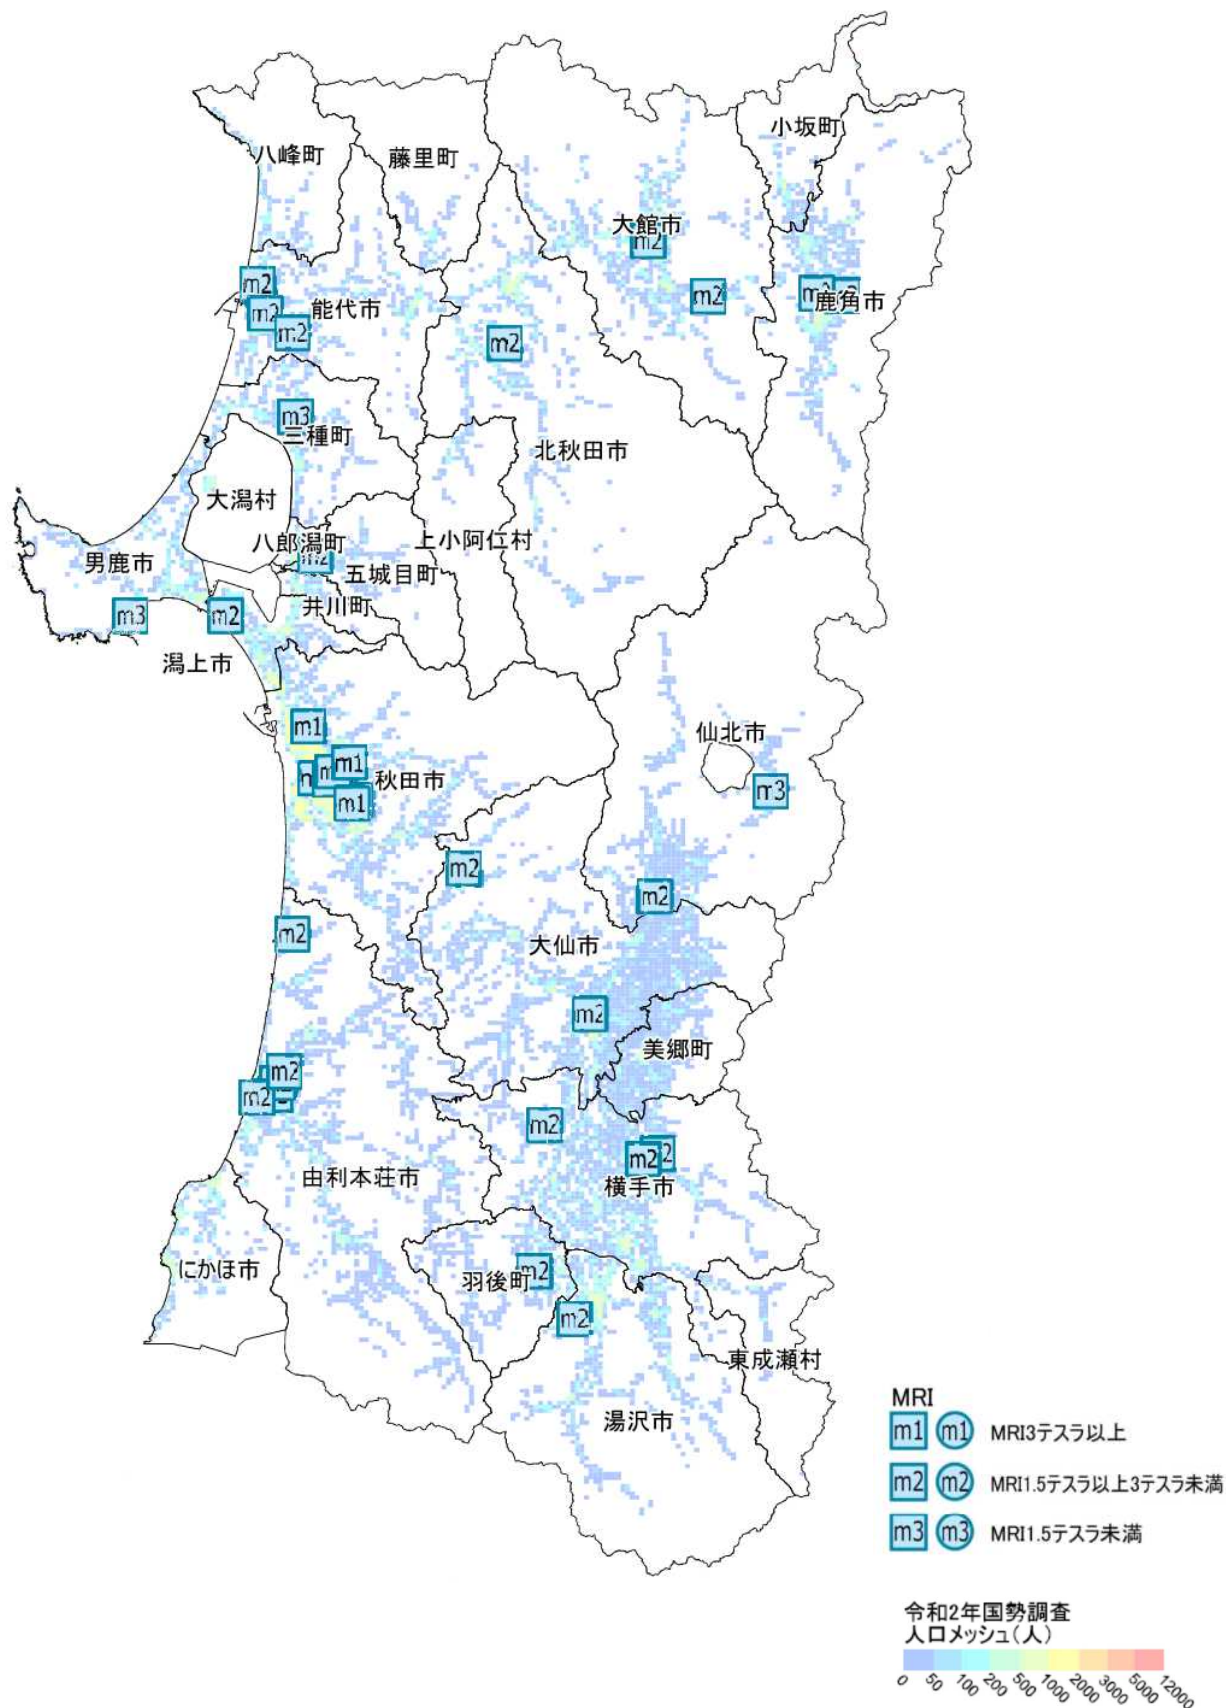 小坂町
八峰町
藤里町
大館市
m2
m2
m2
鹿角市
m2
能代市
m2
m2
m2
m3
三種町
北秋田市
大潟村
八郎潟町
上小阿仁村
m2
男鹿市
五城目町
井川町
m3
m2
潟上市
m1
仙北市
m1
秋田市
m3
m1
m2
m2
m2
大仙市
m2
美郷町
m2
m2
m2
m2
横手市
由利本荘市
にかほ市
羽後町
m2
m2
東成瀬村
湯沢市
MRI
m1 m1 MRI3テスラ以上
m2 m2 MRI1.5テスラ以上3テスラ未満
m3 m3 MRI1.5テスラ未満
令和2年国勢調査
人口メッシュ(人)
0 50 100 200 500 1000 2000 3000 5000 12000